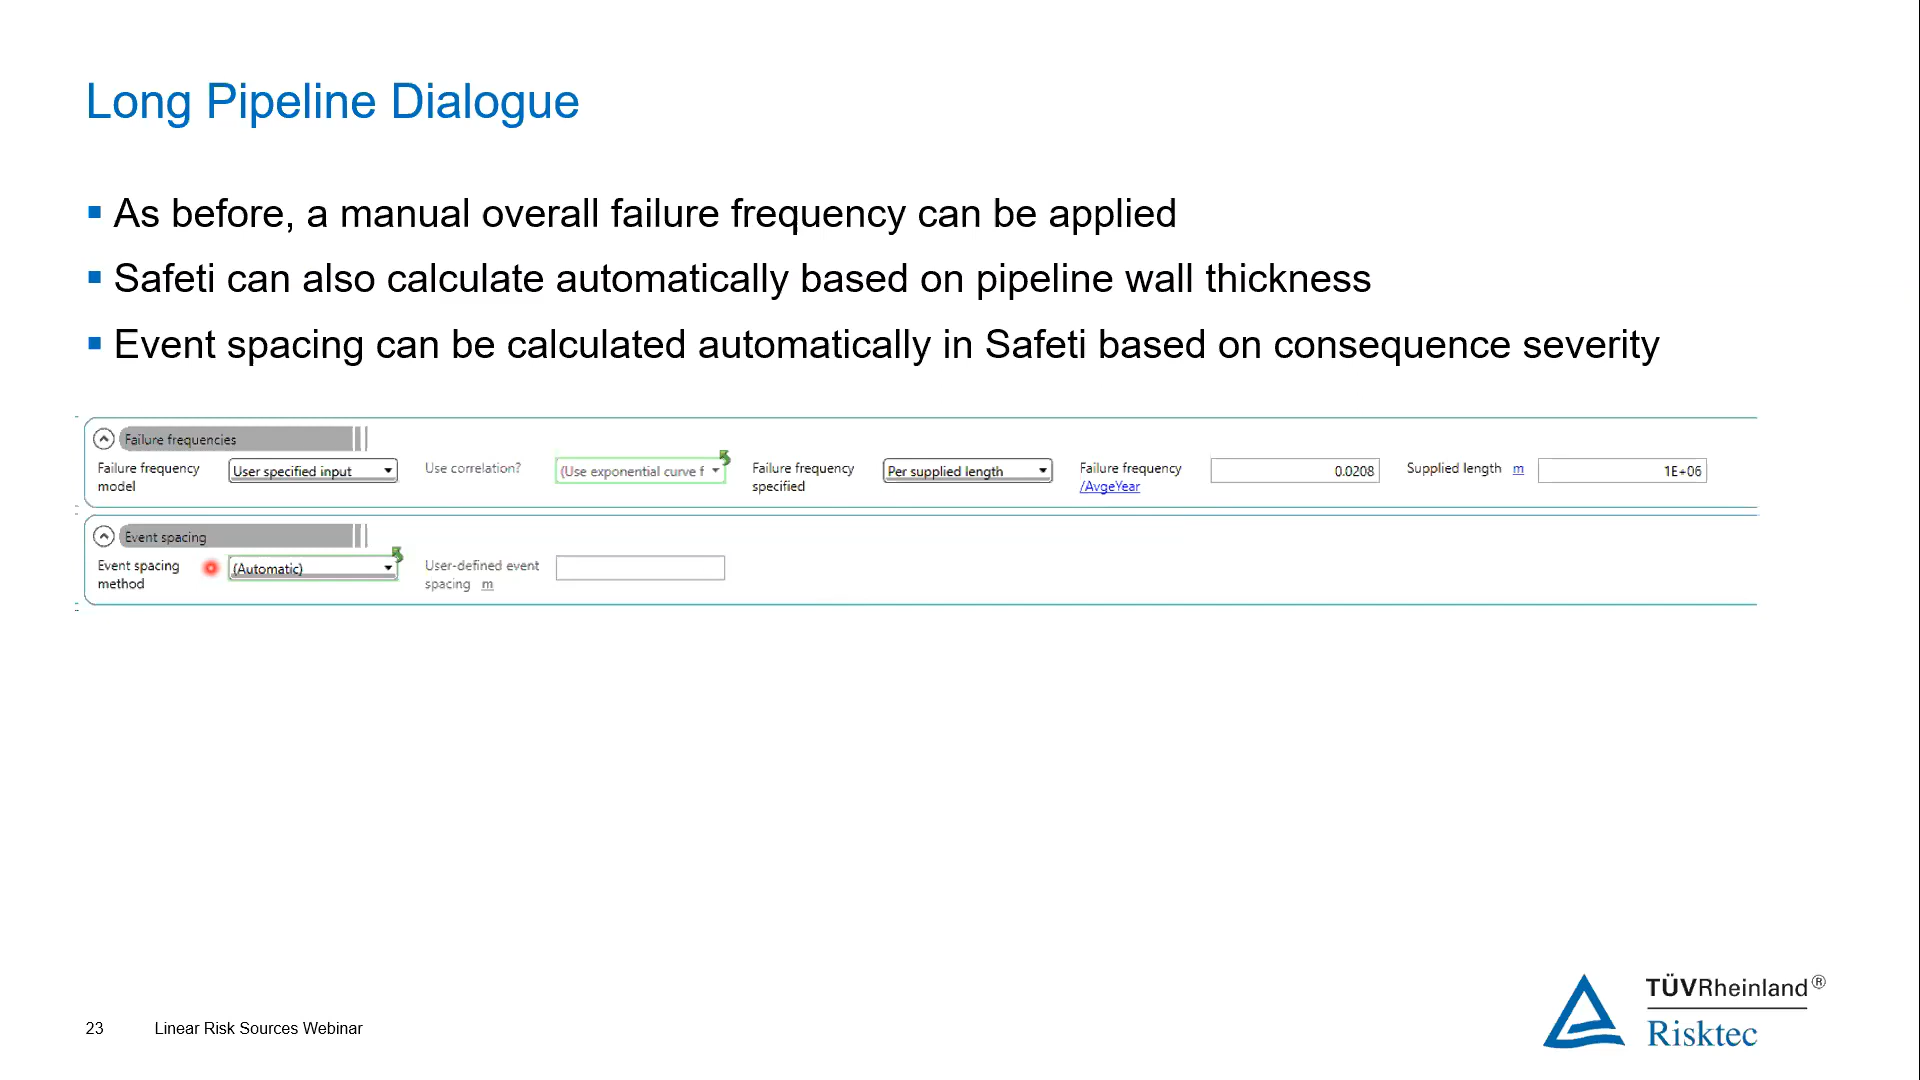 Long Pipeline Dialogue
▪ As before, a manual overall failure frequency can be applied
▪ Safeti can also calculate automatically based on pipeline wall thickness
▪ Event spacing can be calculated automatically in Safeti based on consequence severity
Failure frequencies
Failure frequency model
User specified input
Use correlation?
(Use exponential curve f
Failure frequency specified
Per supplied length
Failure frequency /AvgeYear
0.0208
Supplied length m
1E+06
Event spacing
Event spacing method
(Automatic)
User-defined event spacing m
23 Linear Risk Sources Webinar
TÜVRheinland®
Risktec